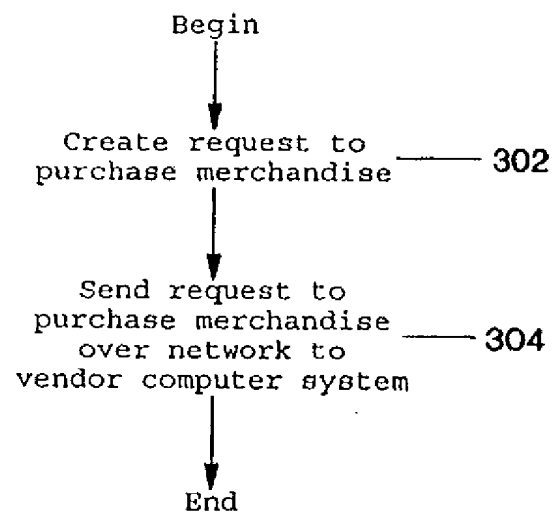 Begin
Create request to
purchase merchandise
302
Send request to
purchase merchandise
over network to
vendor computer system
304
End